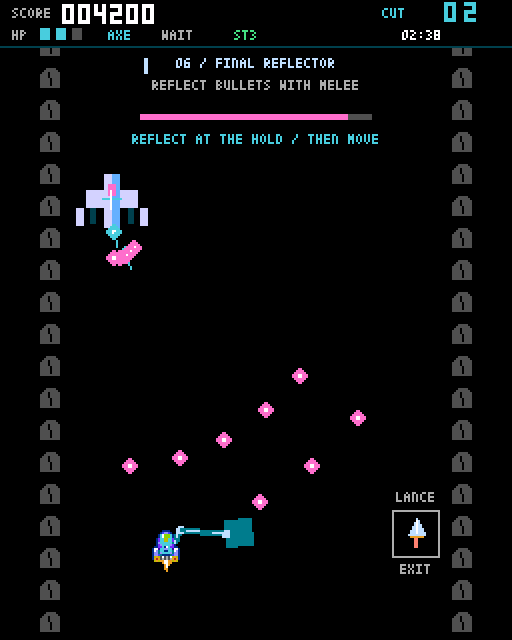 SCORE 004200 CUT 02
HP AXE WAIT ST3 02:38
06 / FINAL REFLECTOR
REFLECT BULLETS WITH MELEE
REFLECT AT THE HOLD / THEN MOVE
LANCE
EXIT